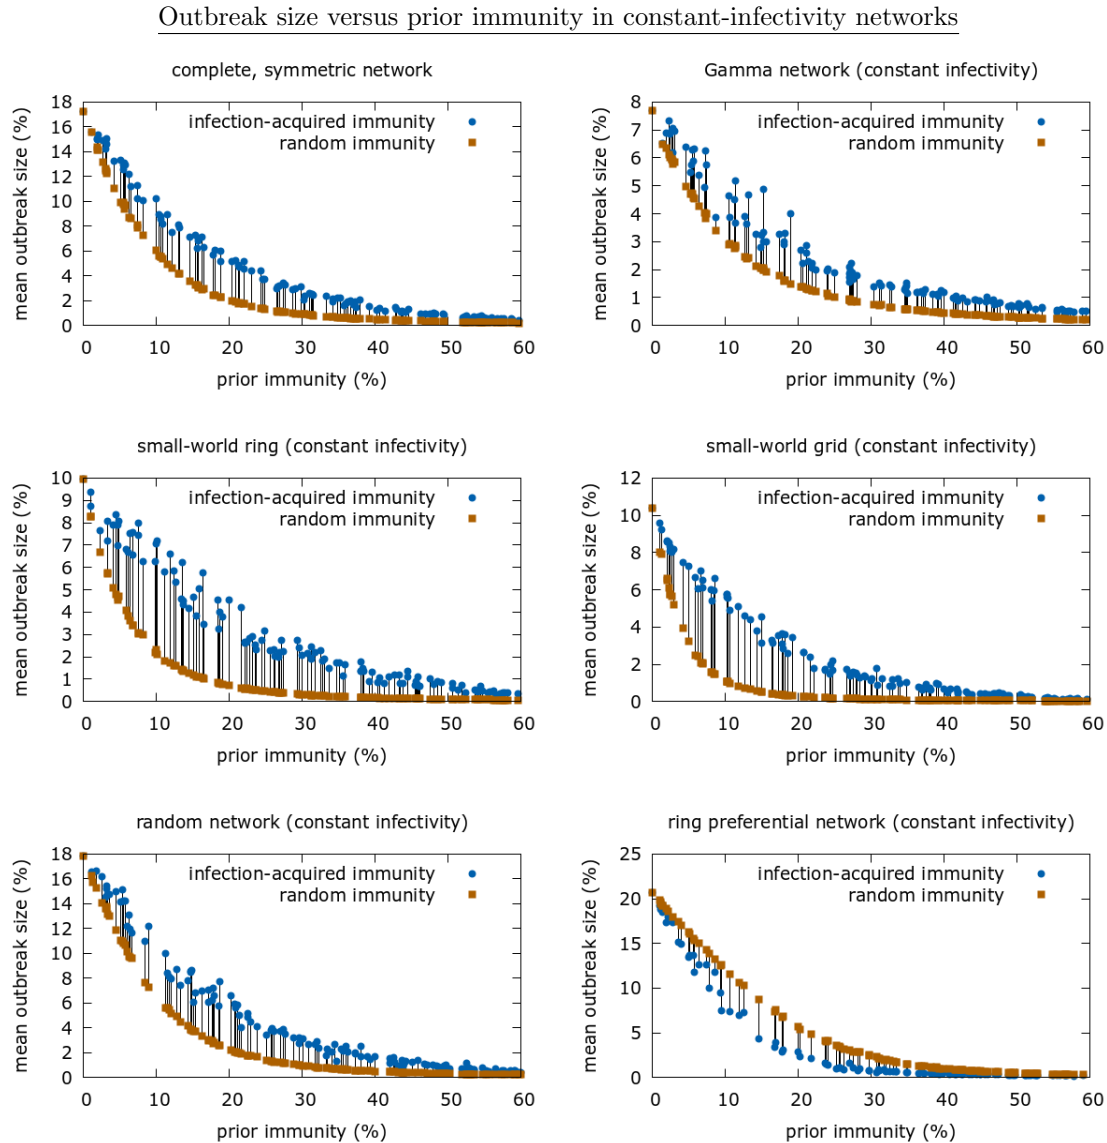 Outbreak size versus prior immunity in constant-infectivity networks
complete, symmetric network
mean outbreak size (%)
18
16
14
12
10
8
6
4
2
0
infection-acquired immunity
random immunity
0 10 20 30 40 50 60
prior immunity (%)
Gamma network (constant infectivity)
mean outbreak size (%)
8
7
6
5
4
3
2
1
0
infection-acquired immunity
random immunity
0 10 20 30 40 50 60
prior immunity (%)
small-world ring (constant infectivity)
mean outbreak size (%)
10
9
8
7
6
5
4
3
2
1
0
infection-acquired immunity
random immunity
0 10 20 30 40 50 60
prior immunity (%)
small-world grid (constant infectivity)
mean outbreak size (%)
12
10
8
6
4
2
0
infection-acquired immunity
random immunity
0 10 20 30 40 50 60
prior immunity (%)
random network (constant infectivity)
mean outbreak size (%)
18
16
14
12
10
8
6
4
2
0
infection-acquired immunity
random immunity
0 10 20 30 40 50 60
prior immunity (%)
ring preferential network (constant infectivity)
mean outbreak size (%)
25
20
15
10
5
0
infection-acquired immunity
random immunity
0 10 20 30 40 50 60
prior immunity (%)